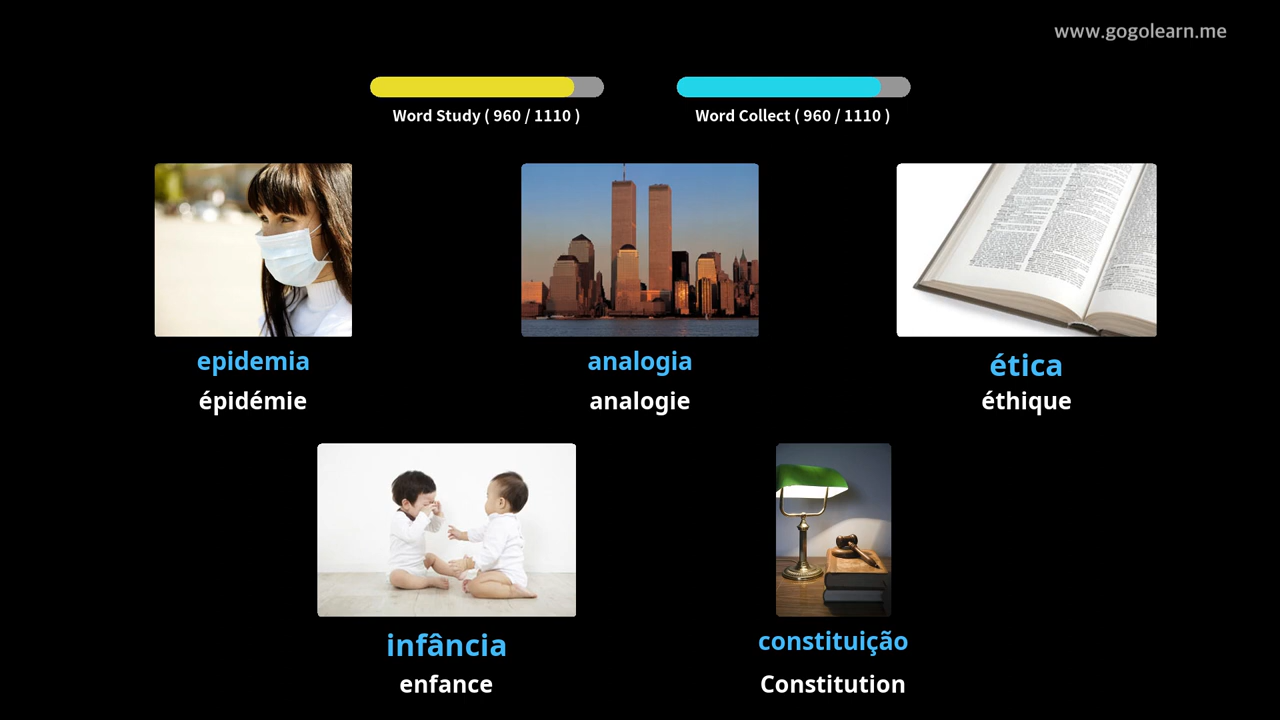 www.gogolearn.me
Word Study ( 960 / 1110 )
Word Collect ( 960 / 1110 )
epidemia
épidémie
analogia
analogie
ética
éthique
infância
enfance
constituição
Constitution